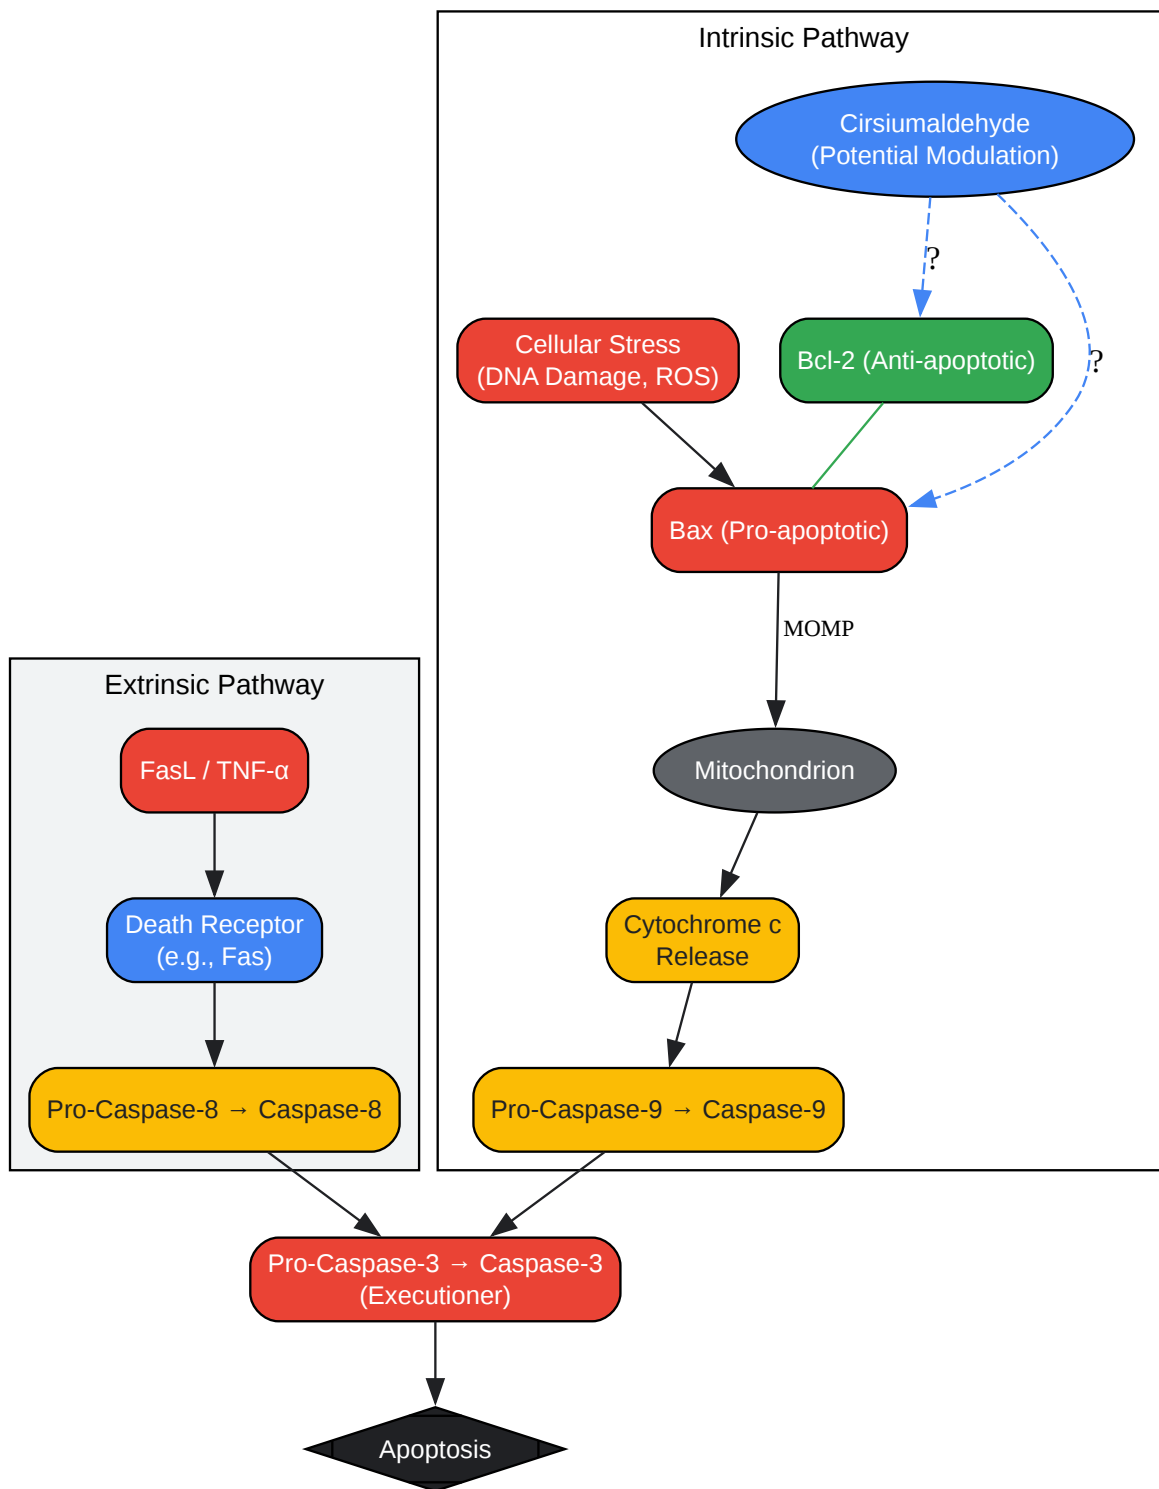 Intrinsic Pathway
Cirsiumaldehyde
(Potential Modulation)
?
Cellular Stress
(DNA Damage, ROS)
Bcl-2 (Anti-apoptotic)
?
Bax (Pro-apoptotic)
MOMP
Extrinsic Pathway
FasL / TNF-α
Mitochondrion
Death Receptor
(e.g., Fas)
Cytochrome c
Release
Pro-Caspase-8 → Caspase-8
Pro-Caspase-9 → Caspase-9
Pro-Caspase-3 → Caspase-3
(Executioner)
Apoptosis